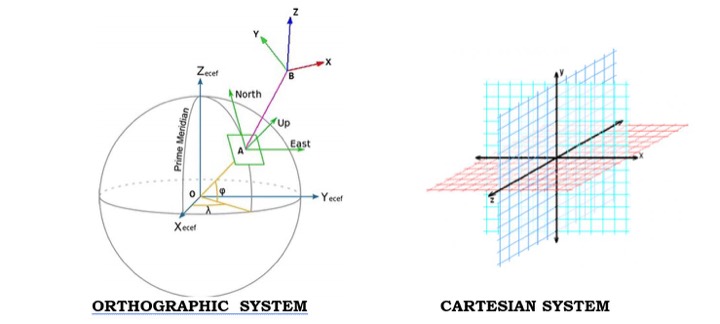 Z
Y
X
B
Zecef
North
Prime Meridian
Up
A
East
O
φ
λ
Yecef
Xecef
ORTHOGRAPHIC SYSTEM
y
x
z
CARTESIAN SYSTEM